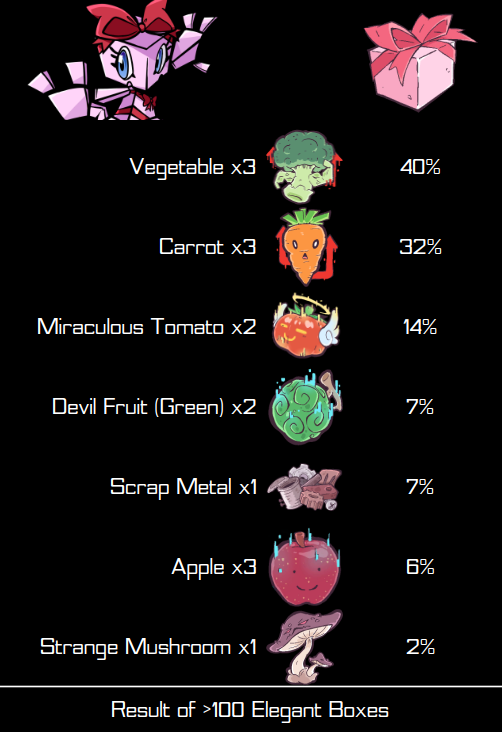 Vegetable x3 40%
Carrot x3 32%
Miraculous Tomato x2 14%
Devil Fruit (Green) x2 7%
Scrap Metal x1 7%
Apple x3 6%
Strange Mushroom x1 2%
Result of >100 Elegant Boxes